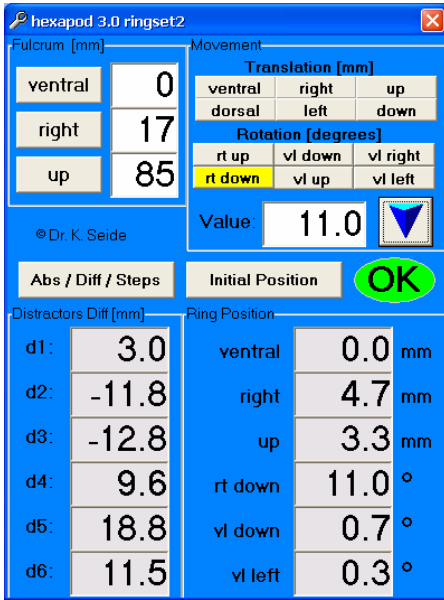 hexapod 3.0 ringset2
Fulcrum [mm]
ventral 0
right 17
up 85
© Dr. K. Seide
Movement
Translation [mm]
ventral right up
dorsal left down
Rotation [degrees]
rt up vl down vl right
rt down vl up vl left
Value: 11.0
Abs / Diff / Steps Initial Position OK
Distractors Diff [mm]
d1: 3.0
d2: -11.8
d3: -12.8
d4: 9.6
d5: 18.8
d6: 11.5
Ring Position
ventral 0.0 mm
right 4.7 mm
up 3.3 mm
rt down 11.0 °
vl down 0.7 °
vl left 0.3 °